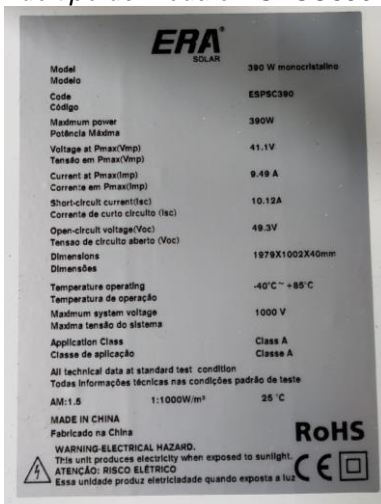 ERA
SOLAR
Model 390 W monocristalino
Modelo
Code ESPSC390
Código
Maximum power 390W
Potência Máxima
Voltage at Pmax(Vmp) 41.1V
Tensão em Pmax(Vmp)
Current at Pmax(Imp) 9.49 A
Corrente em Pmax(Imp)
Short-circuit current(Isc) 10.12A
Corrente de curto circuito (Isc)
Open-circuit voltage(Voc) 49.3V
Tensao de circuito aberto (Voc)
Dimensions 1979X1002X40mm
Dimensões
Temperature operating -40°C ~ +85°C
Temperatura de operação
Maximum system voltage 1000 V
Maxima tensão do sistema
Application Class Class A
Classe de aplicação Classe A
All technical data at standard test condition
Todas informações técnicas nas condições padrão de teste
AM:1.5 1:1000W/m² 25 °C
MADE IN CHINA
Fabricado na China
RoHS
WARNING-ELECTRICAL HAZARD.
This unit produces electricity when exposed to sunlight.
ATENÇÃO: RISCO ELÉTRICO
Essa unidade produz eletriciadade quando exposta a luz
CE